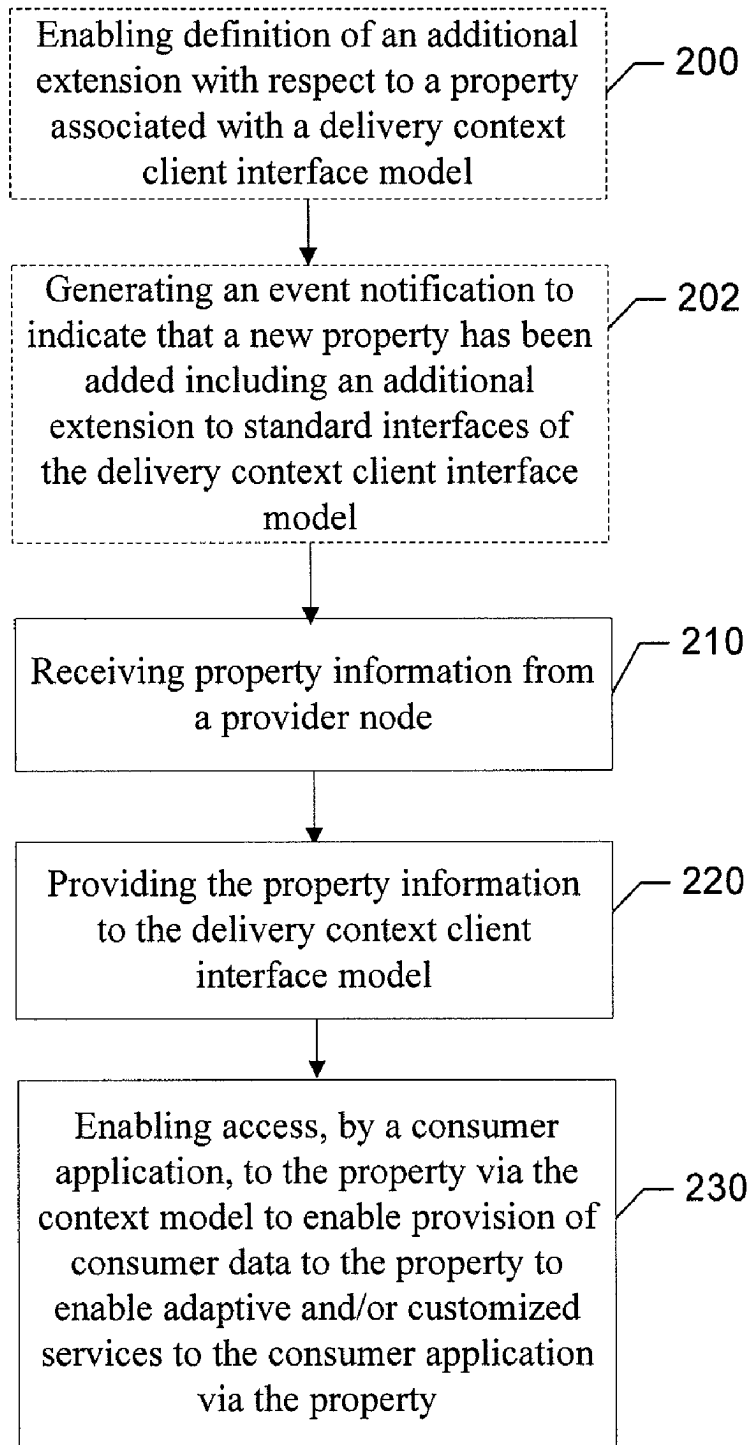 Enabling definition of an additional
extension with respect to a property
associated with a delivery context
client interface model
200
Generating an event notification to
indicate that a new property has been
added including an additional
extension to standard interfaces of
the delivery context client interface
model
202
Receiving property information from
a provider node
210
Providing the property information
to the delivery context client
interface model
220
Enabling access, by a consumer
application, to the property via the
context model to enable provision of
consumer data to the property to
enable adaptive and/or customized
services to the consumer application
via the property
230